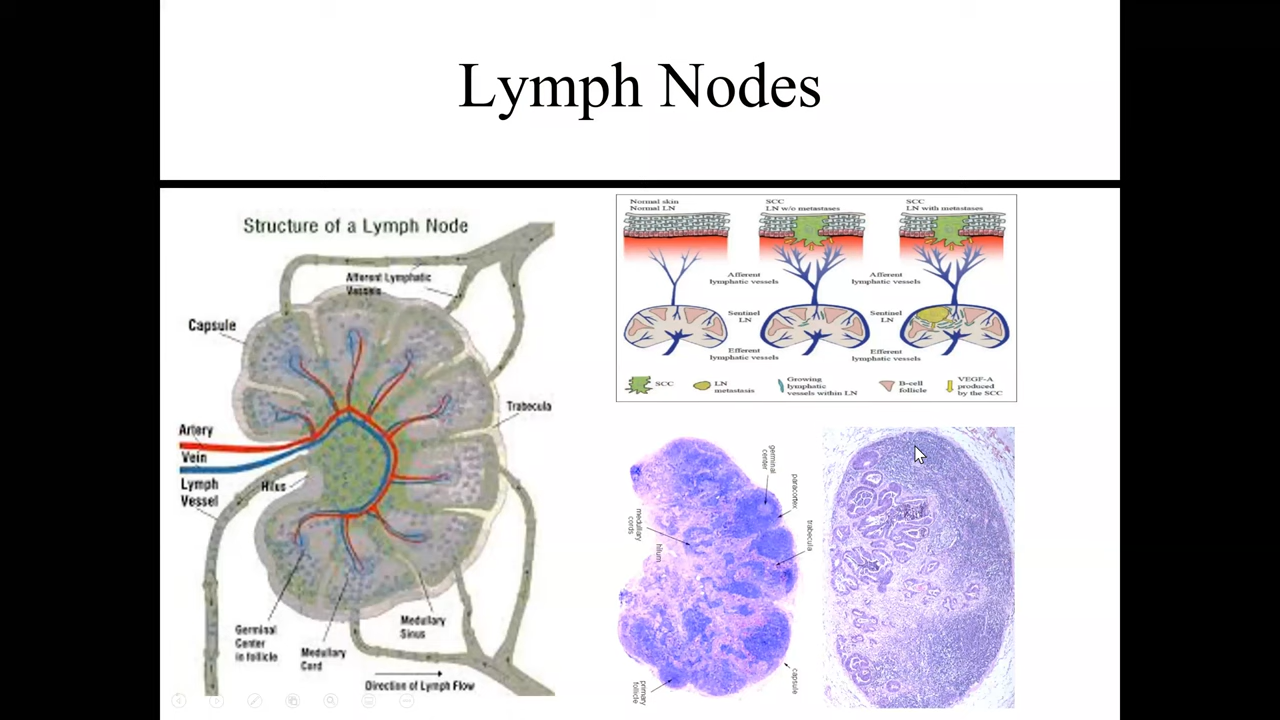 Lymph Nodes
Structure of a Lymph Node
Afferent Lymphatic
Vessels
Capsule
Trabecula
Artery
Vein
Lymph
Vessel
Hilus
Germinal
Center
in follicle
Medullary
Cord
Medullary
Sinus
Direction of Lymph Flow
Normal skin
Normal LN
SCC
LN w/o metastases
SCC
LN with metastases
Afferent
lymphatic vessels
Afferent
lymphatic vessels
Sentinel
LN
Sentinel
LN
Efferent
lymphatic vessels
Efferent
lymphatic vessels
SCC
LN
metastasis
Growing
lymphatic
vessels within LN
B-cell
follicle
VEGF-A
produced
by the SCC
germinal
center
paracortex
trabecula
medullary
cords
hilum
capsule
primary
follicle